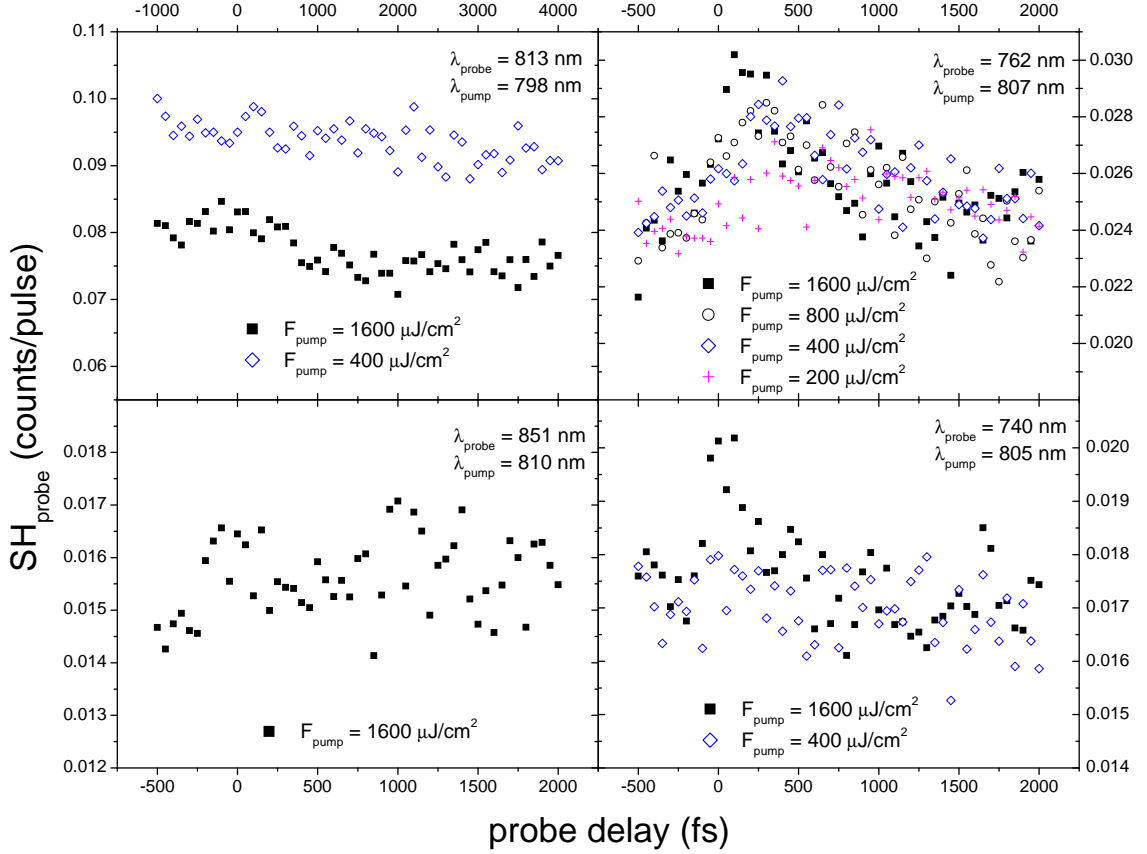 -1000 0 1000 2000 3000 4000
-500 0 500 1000 1500 2000
0.11
0.10
0.09
0.08
0.07
0.06
λprobe = 813 nm
λpump = 798 nm
Fpump = 1600 μJ/cm²
Fpump = 400 μJ/cm²
λprobe = 762 nm
λpump = 807 nm
Fpump = 1600 μJ/cm²
Fpump = 800 μJ/cm²
Fpump = 400 μJ/cm²
Fpump = 200 μJ/cm²
0.030
0.028
0.026
0.024
0.022
0.020
SHprobe (counts/pulse)
0.018
0.017
0.016
0.015
0.014
0.013
0.012
λprobe = 851 nm
λpump = 810 nm
Fpump = 1600 μJ/cm²
λprobe = 740 nm
λpump = 805 nm
Fpump = 1600 μJ/cm²
Fpump = 400 μJ/cm²
0.020
0.019
0.018
0.017
0.016
0.015
0.014
-500 0 500 1000 1500 2000
-500 0 500 1000 1500 2000
probe delay (fs)